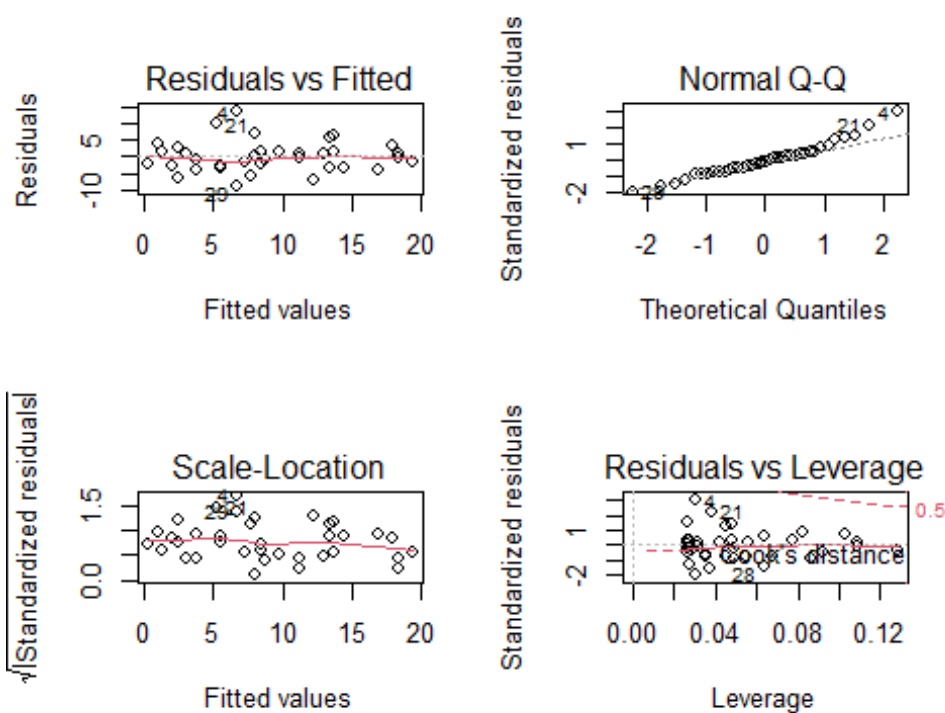 Residuals vs Fitted
Residuals
5
-10
4
21
29
0 5 10 15 20
Fitted values
Normal Q-Q
Standardized residuals
1
-2
21 4
-2 -1 0 1 2
Theoretical Quantiles
Scale-Location
√|Standardized residuals|
1.5
0.0
4
0 5 10 15 20
Fitted values
Residuals vs Leverage
Standardized residuals
1
-2
4
21
0.5
Cook's distance
28
0.00 0.04 0.08 0.12
Leverage